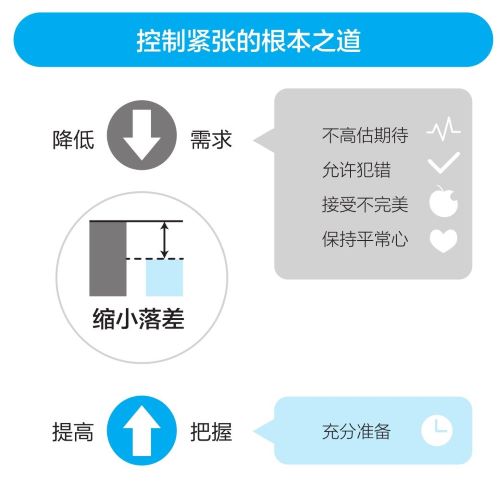 控制紧张的根本之道
降低 需求
不高估期待
允许犯错
接受不完美
保持平常心
缩小落差
提高 把握
充分准备